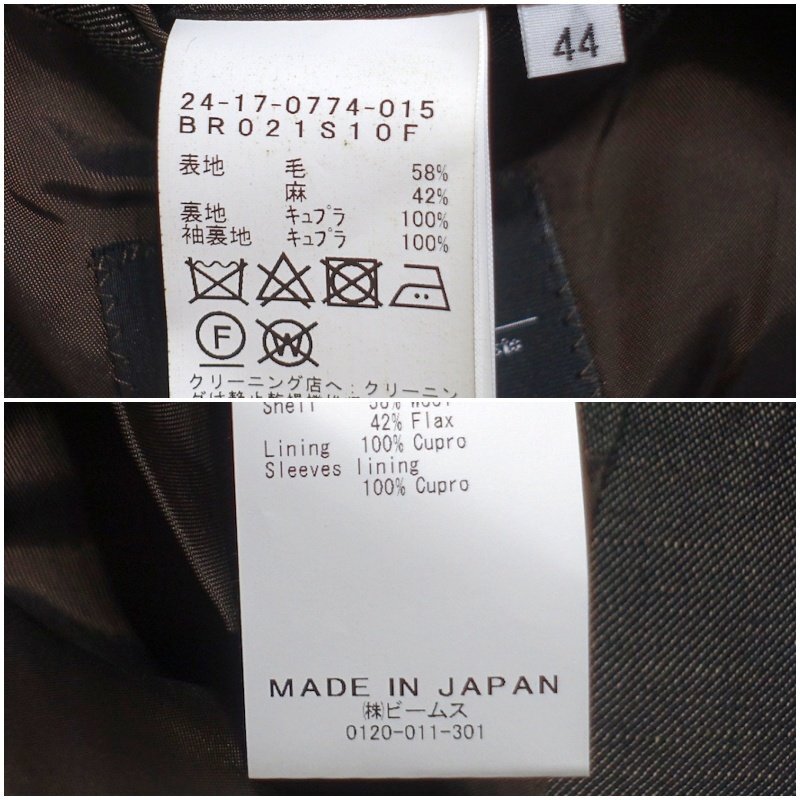 44
24-17-0774-015
BR021S10F
表地 毛 58%
麻 42%
裏地 キュプラ 100%
袖裏地 キュプラ 100%
F
W
クリーニング店へ:クリーニン
Shell 58% Wool
42% Flax
Lining 100% Cupro
Sleeves lining
100% Cupro
MADE IN JAPAN
㈱ビームス
0120-011-301